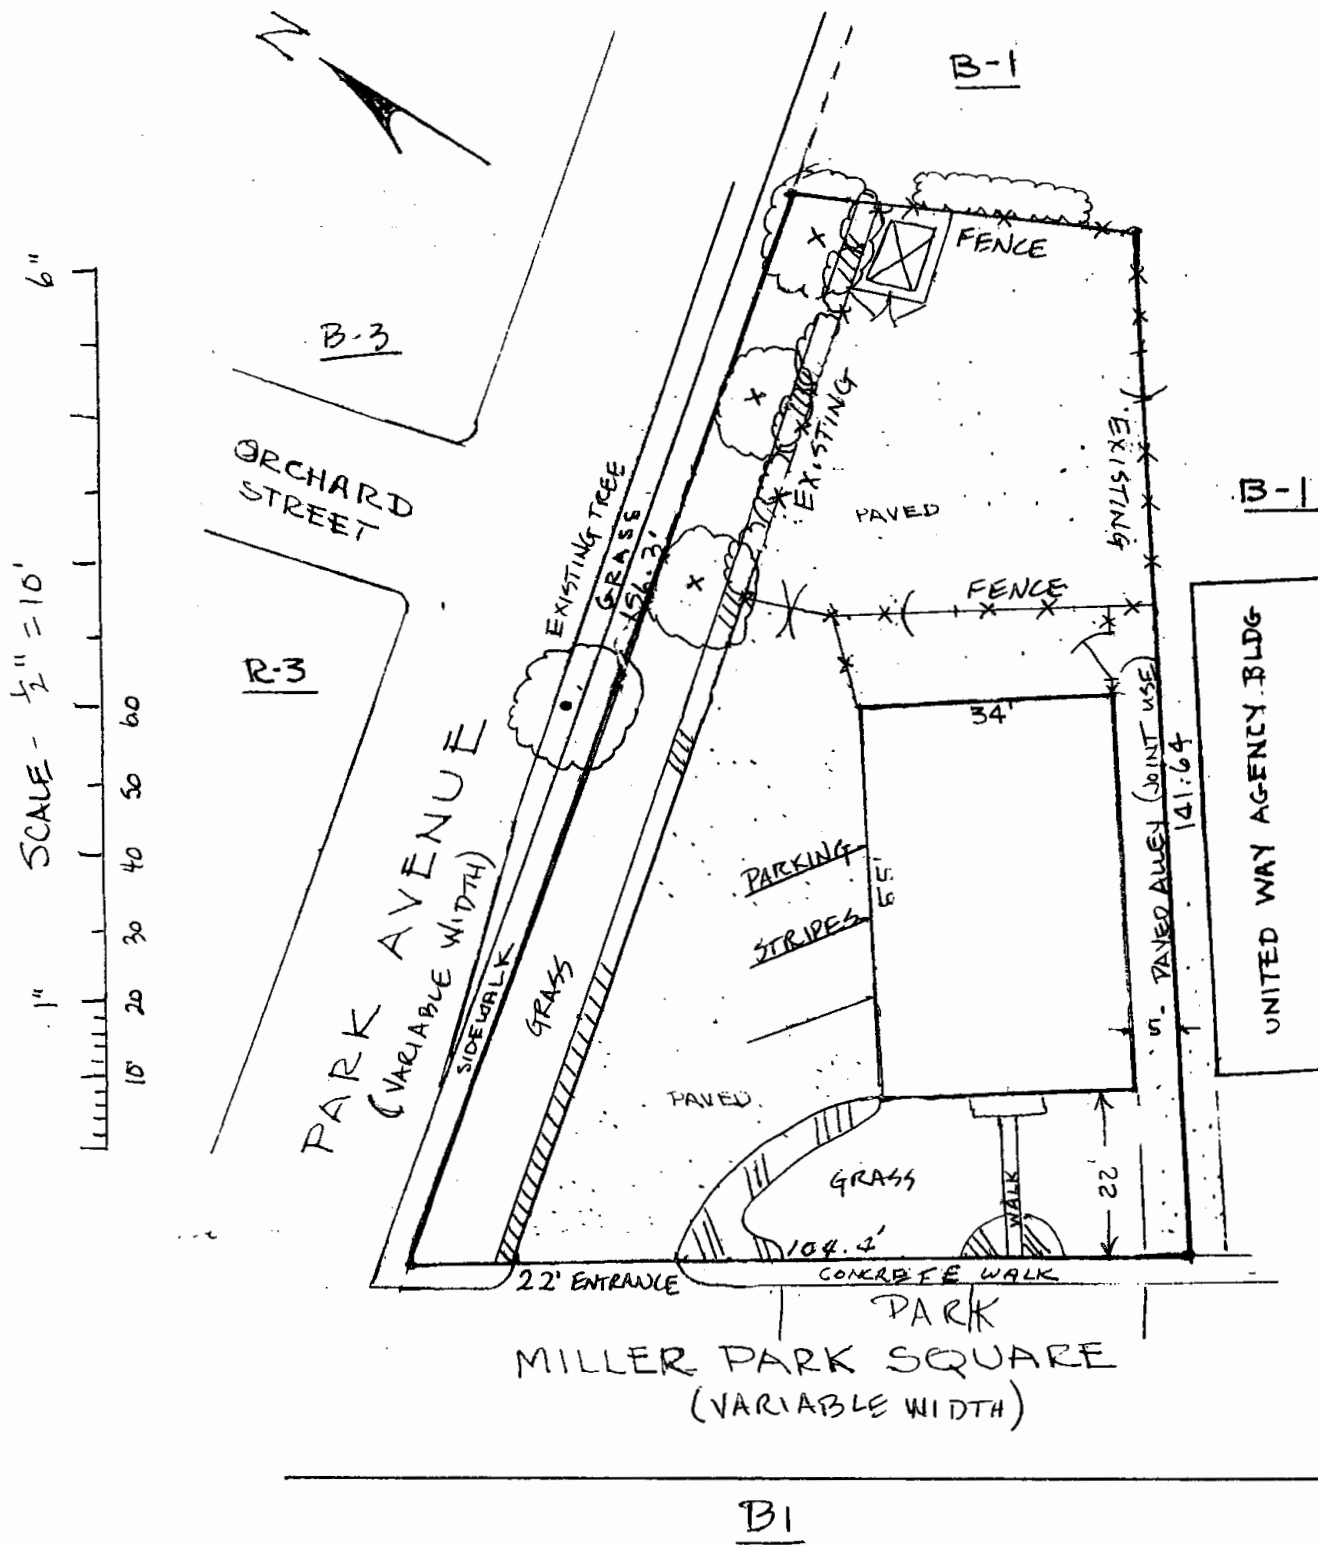 N
B-1
B-3
ORCHARD
STREET
R-3
6"
SCALE - ½" = 10'
1"
60
50
40
30
20
10'
FENCE
EXISTING
EXISTING
PAVED
B-1
FENCE
EXISTING TREE
GRASS
156.3'
34'
55'
PARKING
STRIPES
PAVED ALLEY (JOINT USE)
141.64
5'
UNITED WAY AGENCY BLDG
PARK AVENUE
(VARIABLE WIDTH)
SIDEWALK
GRASS
PAVED
GRASS
WALK
22'
104.4'
22' ENTRANCE
CONCRETE WALK
PARK
MILLER PARK SQUARE
(VARIABLE WIDTH)
B1